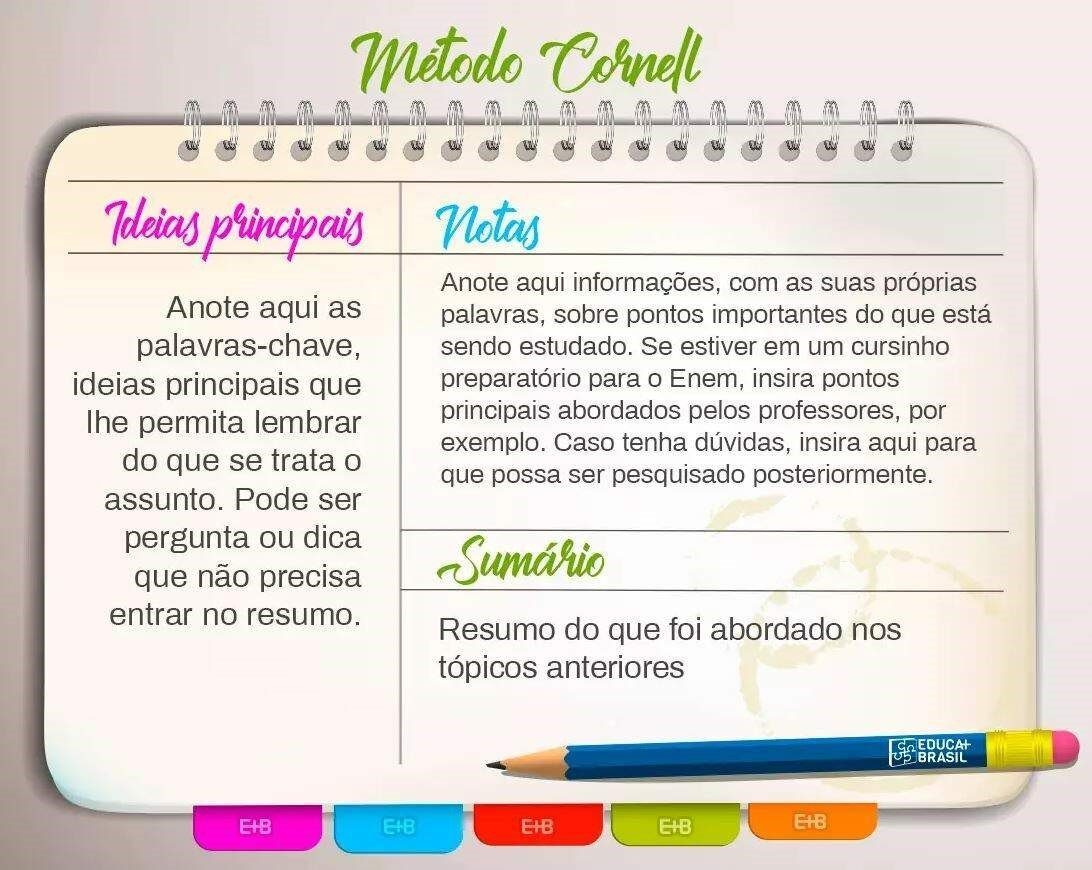 Método Cornell
Ideias principais
Anote aqui as
palavras-chave,
ideias principais que
lhe permita lembrar
do que se trata o
assunto. Pode ser
pergunta ou dica
que não precisa
entrar no resumo.
Notas
Anote aqui informações, com as suas próprias
palavras, sobre pontos importantes do que está
sendo estudado. Se estiver em um cursinho
preparatório para o Enem, insira pontos
principais abordados pelos professores, por
exemplo. Caso tenha dúvidas, insira aqui para
que possa ser pesquisado posteriormente.
Sumário
Resumo do que foi abordado nos
tópicos anteriores
EDUCA+
BRASIL
E+B
E+B
E+B
E+B
E+B